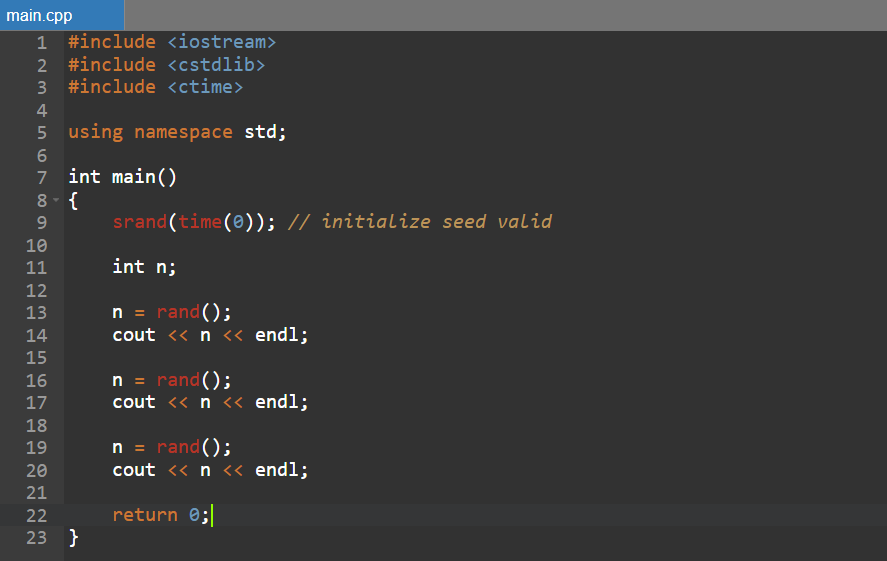 main.cpp
1 #include <iostream>
2 #include <cstdlib>
3 #include <ctime>
4
5 using namespace std;
6
7 int main()
8 {
9     srand(time(0)); // initialize seed valid
10
11     int n;
12
13     n = rand();
14     cout << n << endl;
15
16     n = rand();
17     cout << n << endl;
18
19     n = rand();
20     cout << n << endl;
21
22     return 0;
23 }